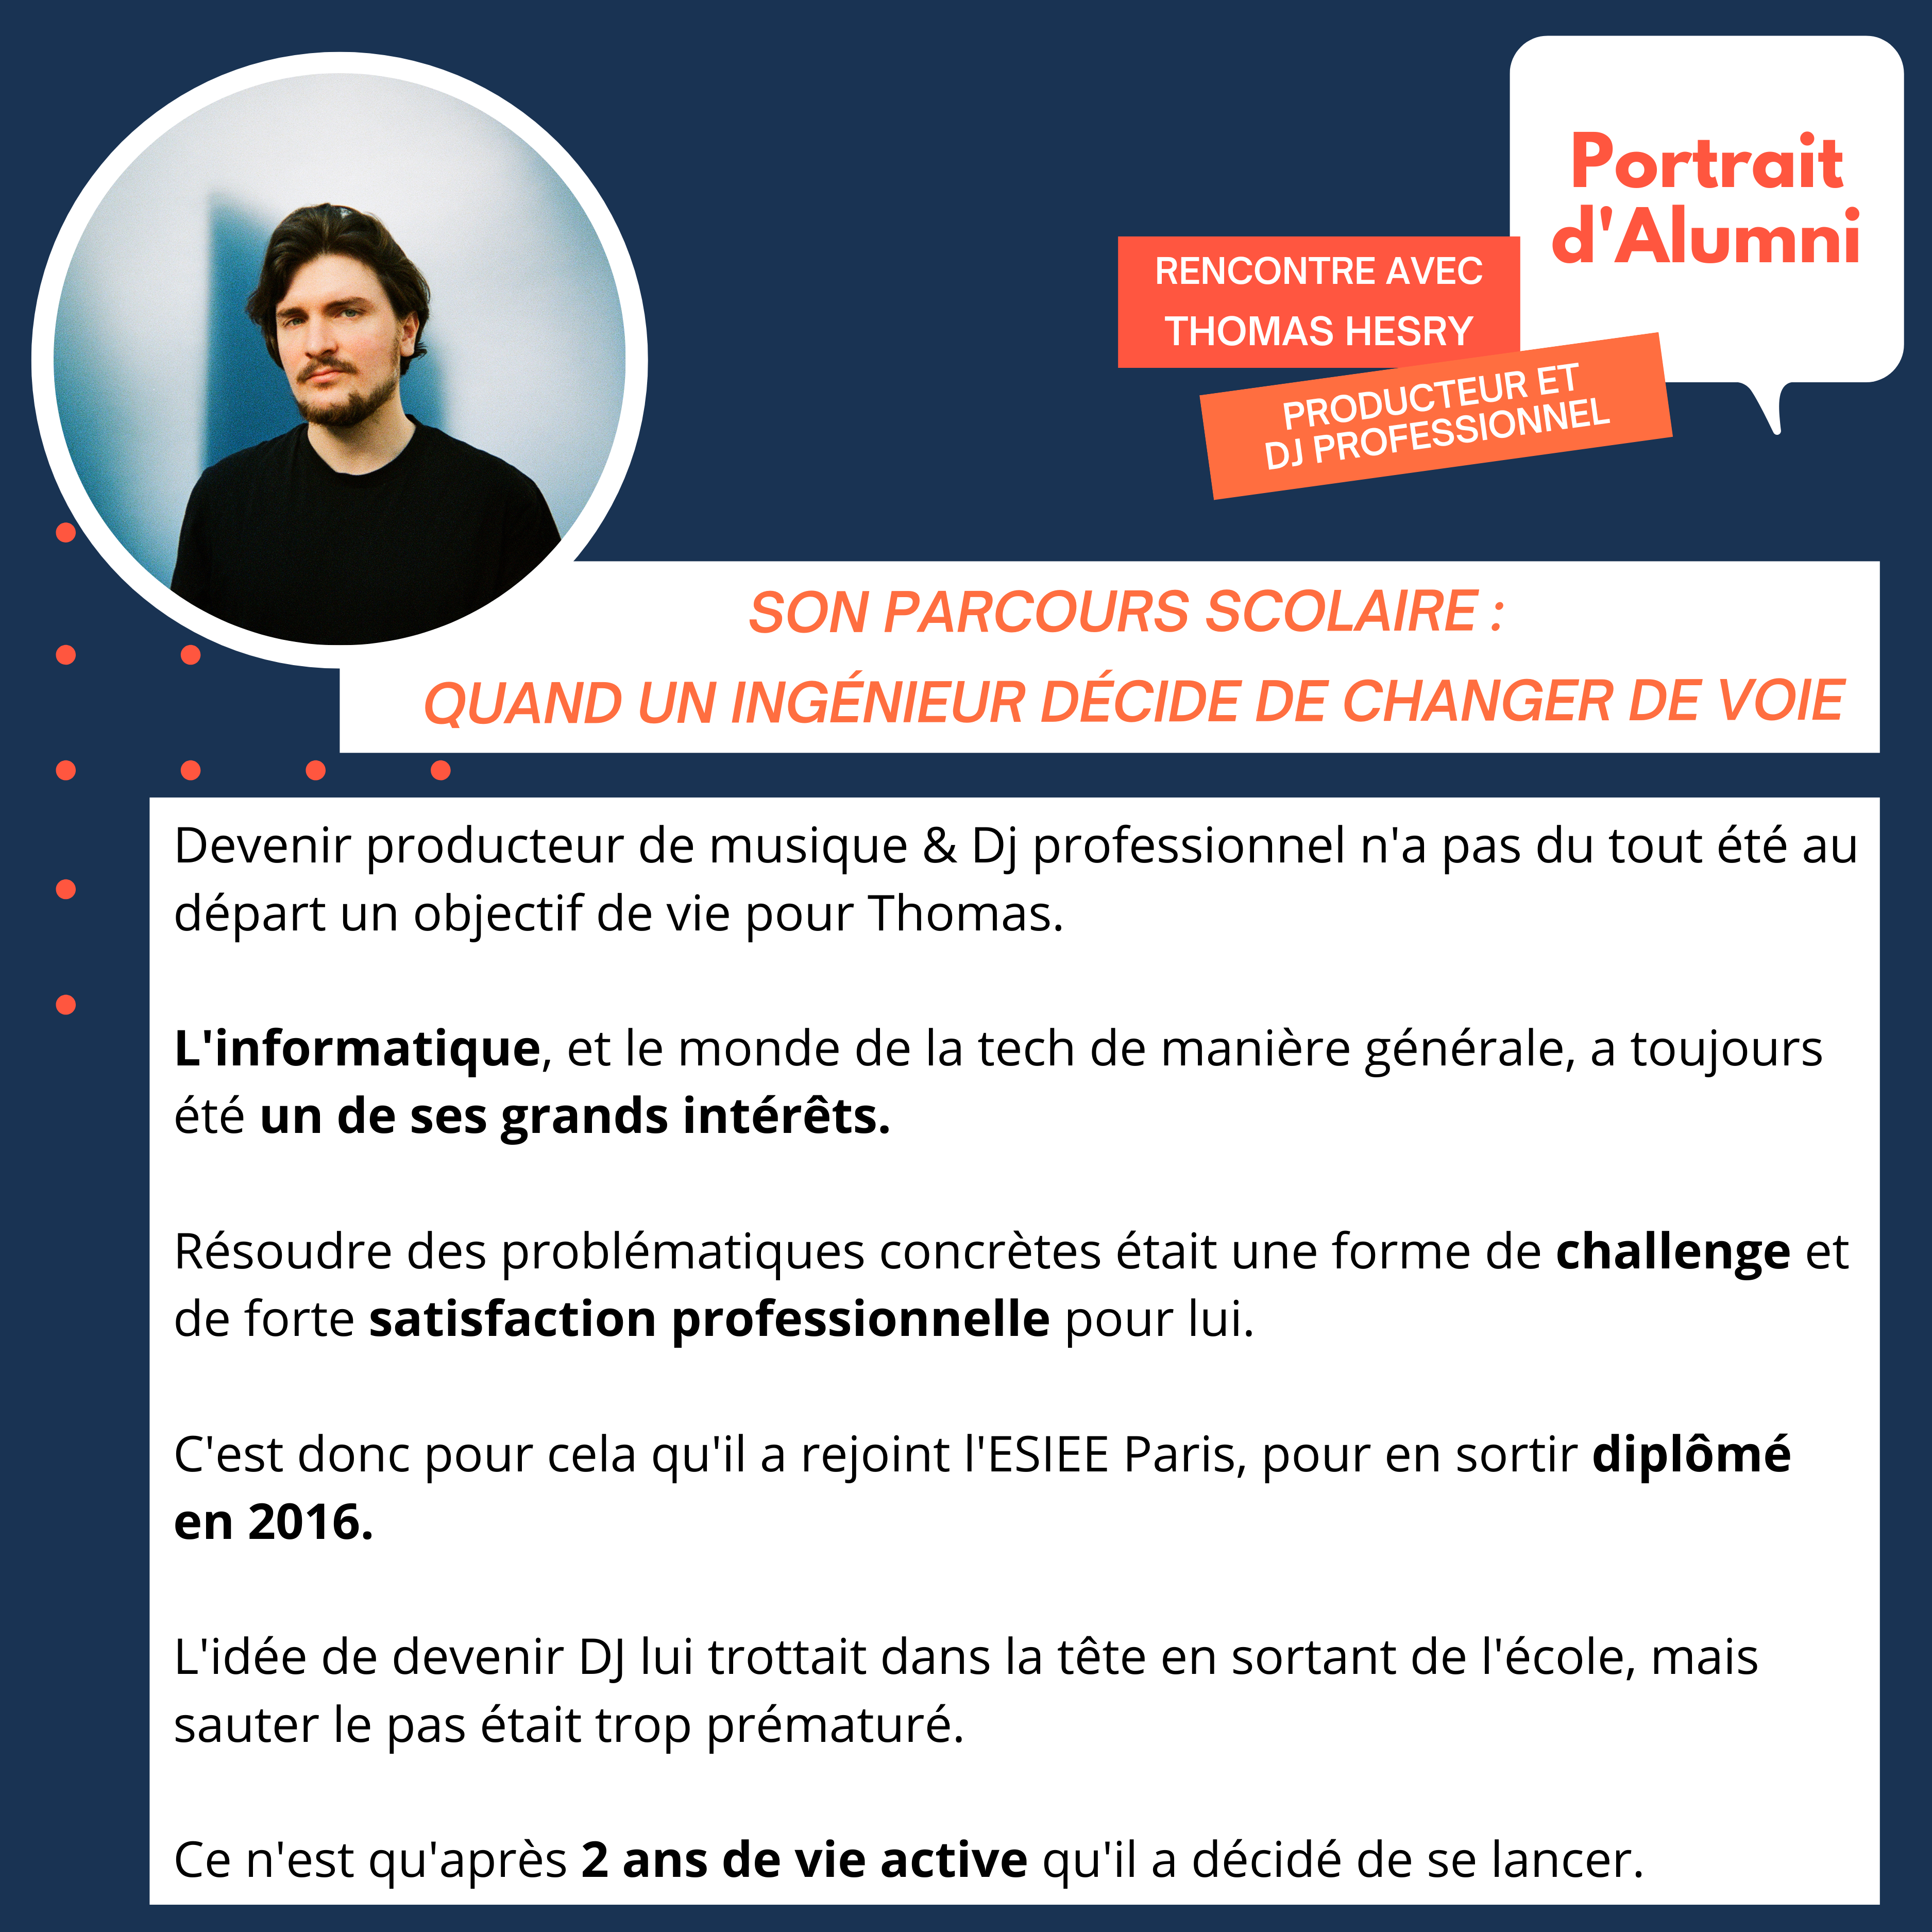 Portrait
d'Alumni
RENCONTRE AVEC
THOMAS HESRY
PRODUCTEUR ET
DJ PROFESSIONNEL
SON PARCOURS SCOLAIRE :
QUAND UN INGÉNIEUR DÉCIDE DE CHANGER DE VOIE
Devenir producteur de musique & Dj professionnel n'a pas du tout été au
départ un objectif de vie pour Thomas.
L'informatique, et le monde de la tech de manière générale, a toujours
été un de ses grands intérêts.
Résoudre des problématiques concrètes était une forme de challenge et
de forte satisfaction professionnelle pour lui.
C'est donc pour cela qu'il a rejoint l'ESIEE Paris, pour en sortir diplômé
en 2016.
L'idée de devenir DJ lui trottait dans la tête en sortant de l'école, mais
sauter le pas était trop prématuré.
Ce n'est qu'après 2 ans de vie active qu'il a décidé de se lancer.